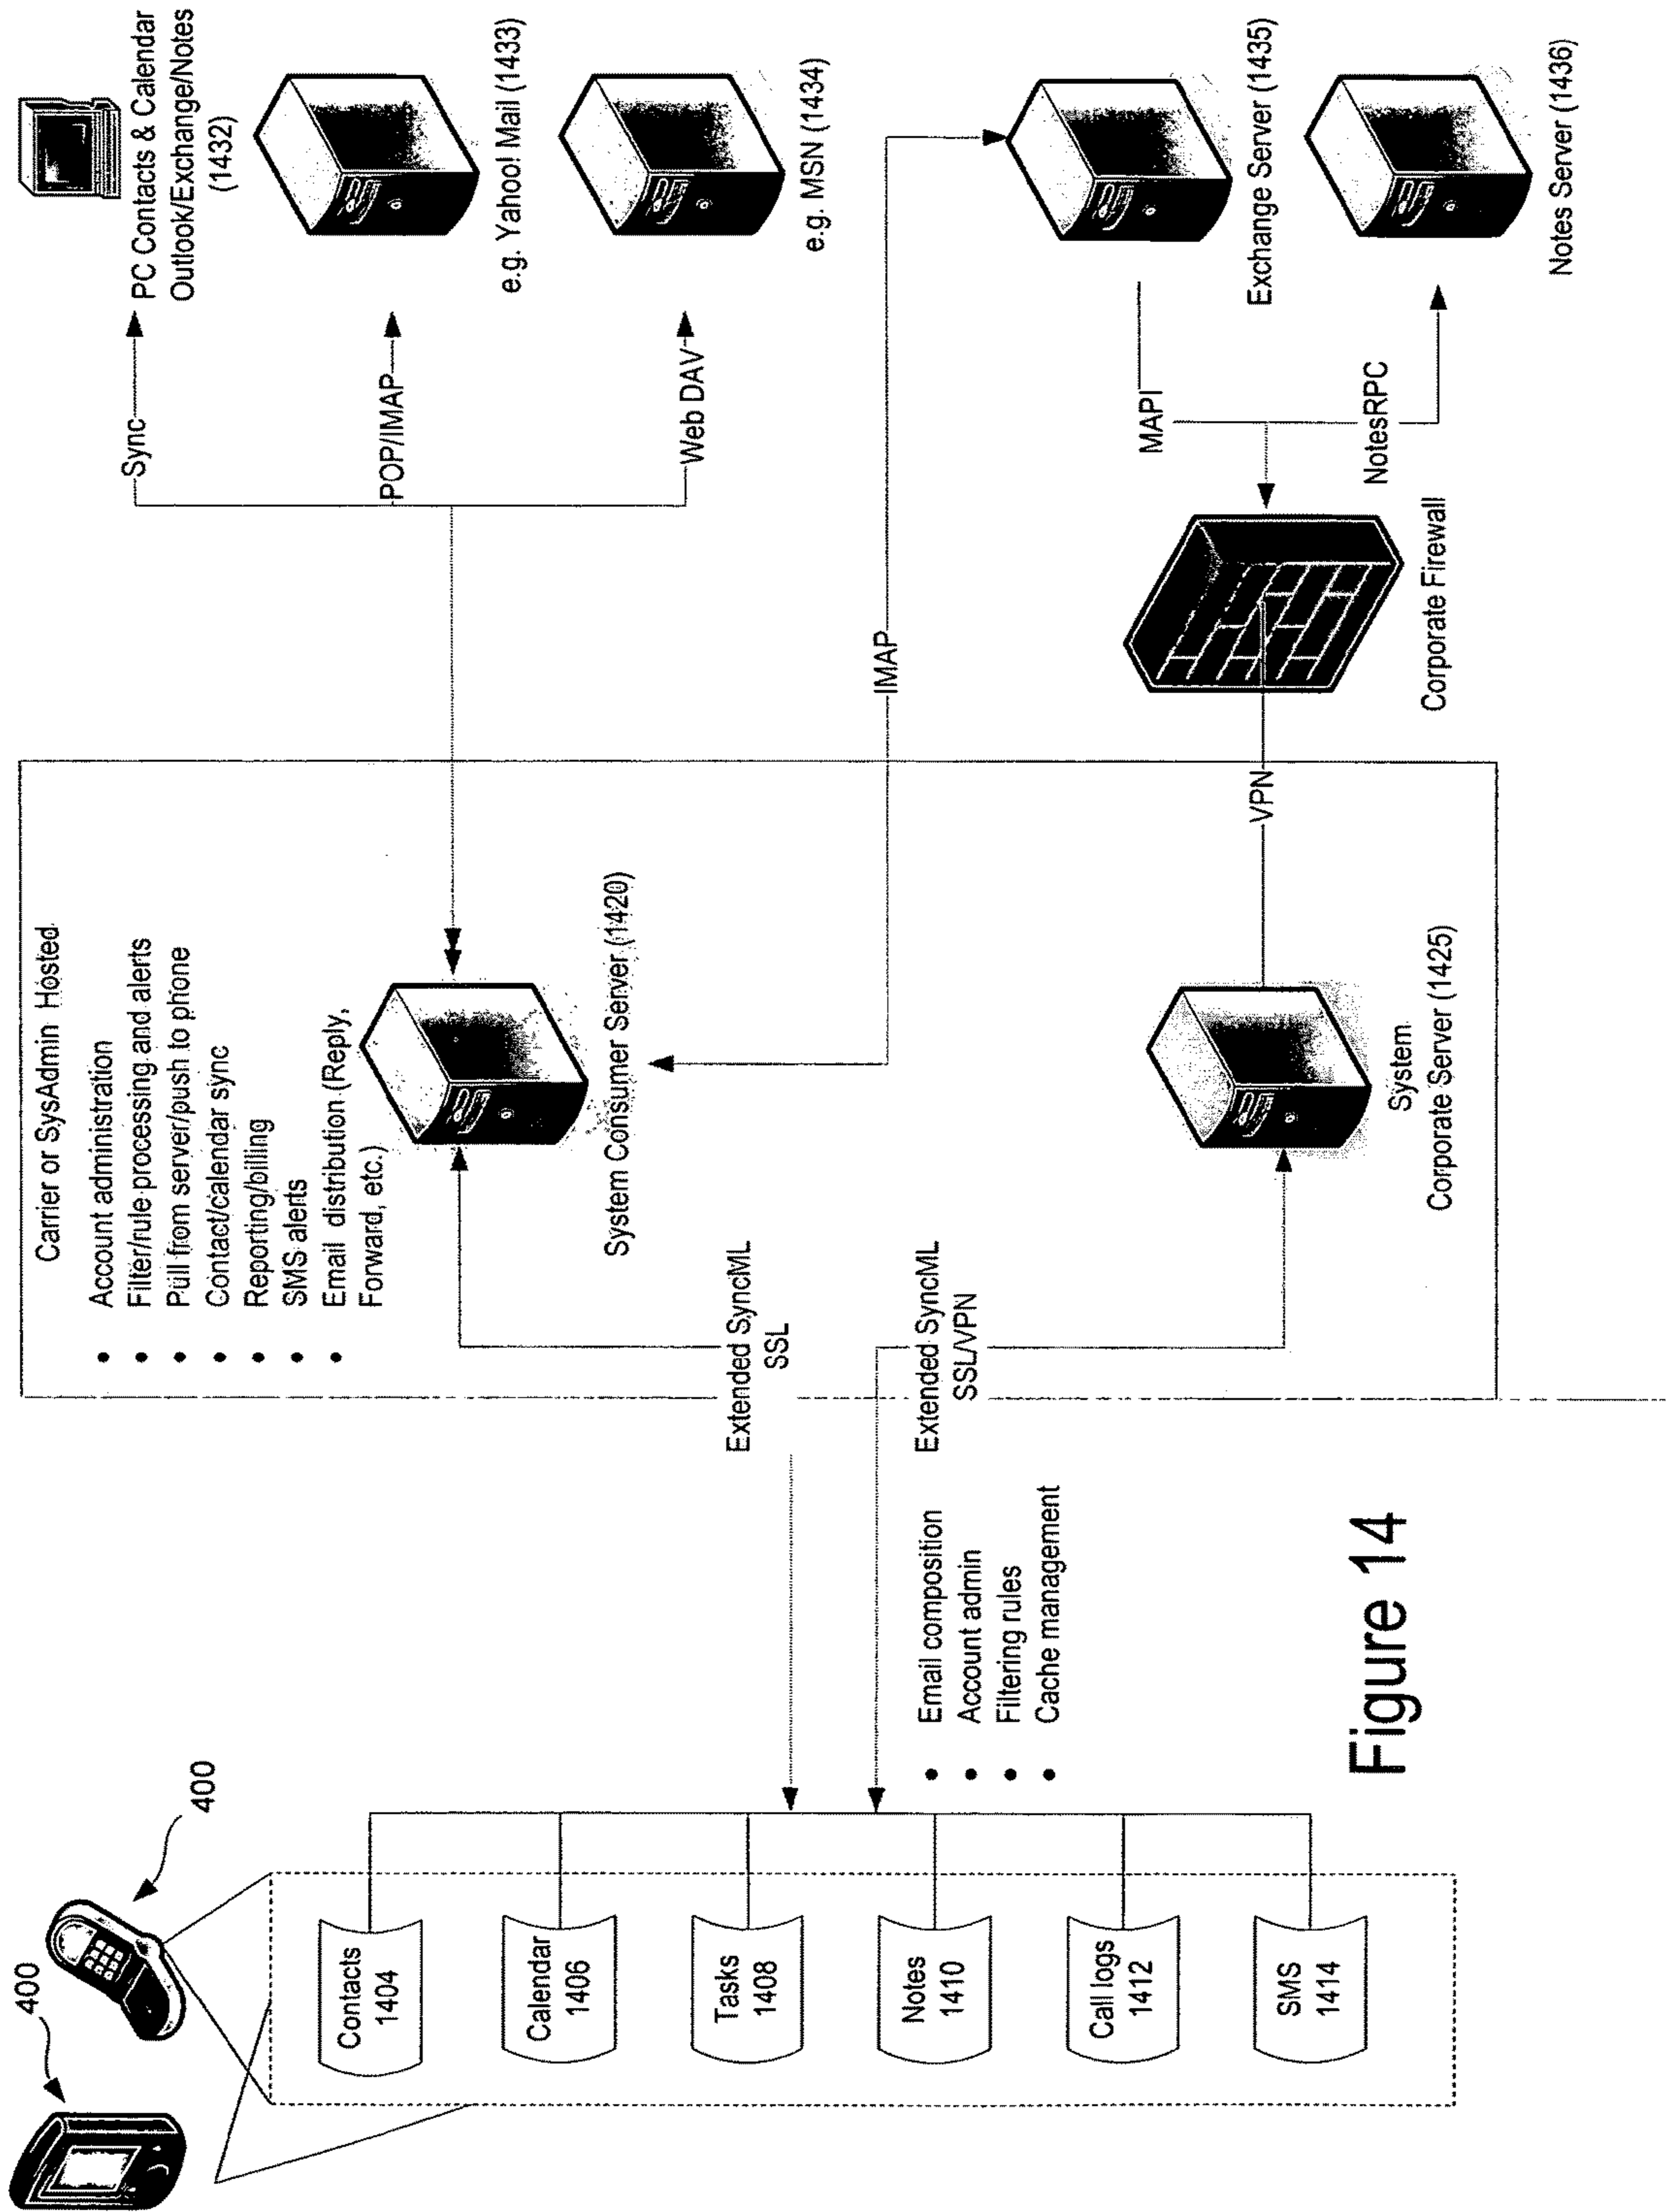 400
400
Contacts
1404
Calendar
1406
Tasks
1408
Notes
1410
Call logs
1412
SMS
1414
• Email composition
• Account admin
• Filtering rules
• Cache management
Extended SyncML
SSL
Extended SyncML
SSL/VPN
Carrier or SysAdmin Hosted
• Account administration
• Filter/rule processing and alerts
• Pull from server/push to phone
• Contact/calendar sync
• Reporting/billing
• SMS alerts
• Email distribution (Reply,
Forward, etc.)
System Consumer Server (1420)
System
Corporate Server (1425)
VPN
IMAP
Corporate Firewall
Sync
POP/IMAP
Web DAV
MAPI
NotesRPC
PC Contacts & Calendar
Outlook/Exchange/Notes
(1432)
e.g. Yahoo! Mail (1433)
e.g. MSN (1434)
Exchange Server (1435)
Notes Server (1436)
Figure 14